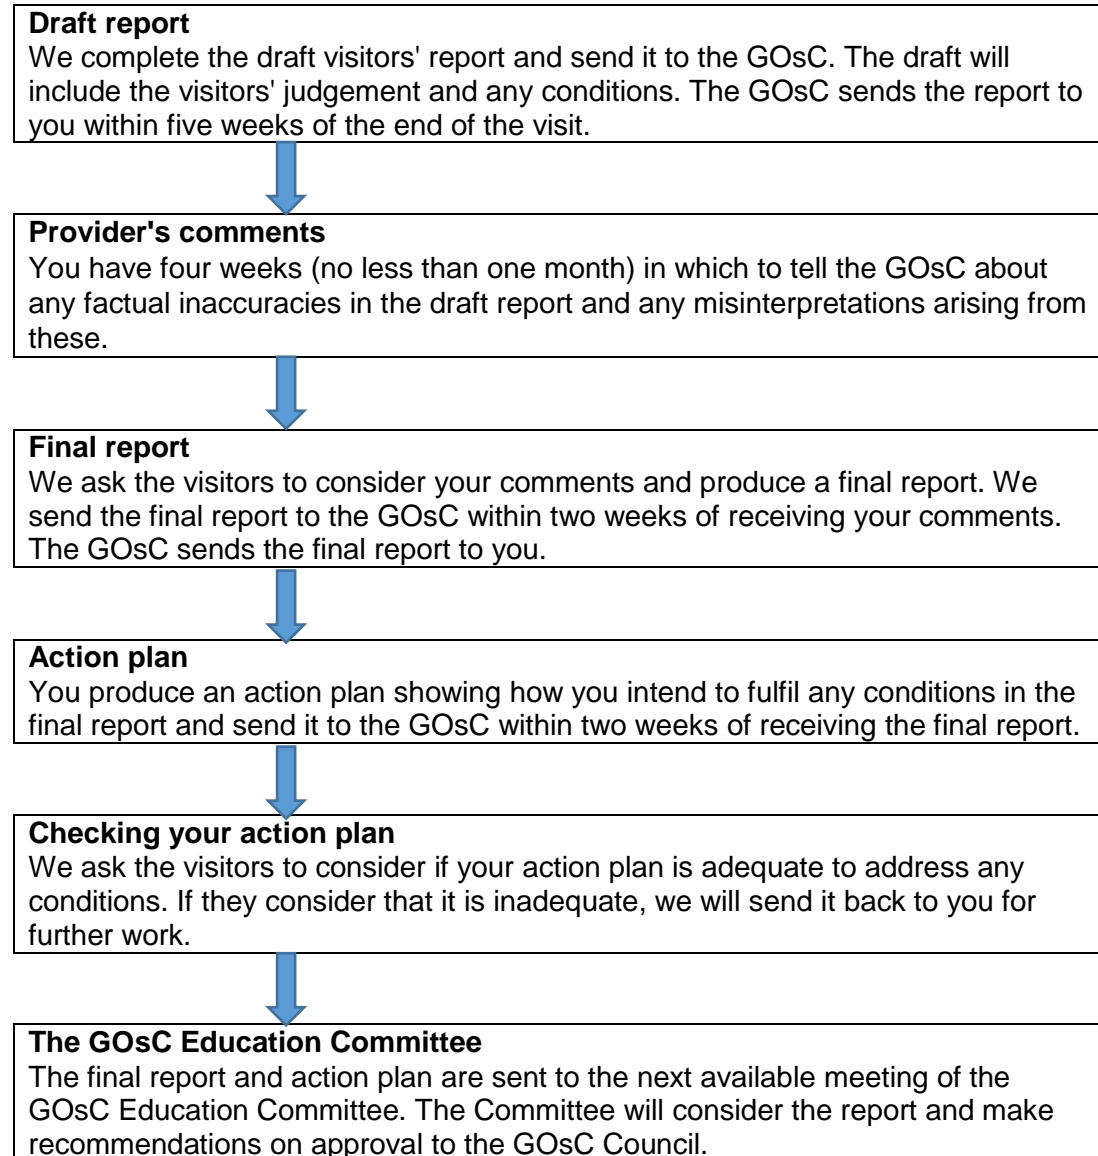 Draft report
We complete the draft visitors' report and send it to the GOsC. The draft will
include the visitors' judgement and any conditions. The GOsC sends the report to
you within five weeks of the end of the visit.
Provider's comments
You have four weeks (no less than one month) in which to tell the GOsC about
any factual inaccuracies in the draft report and any misinterpretations arising from
these.
Final report
We ask the visitors to consider your comments and produce a final report. We
send the final report to the GOsC within two weeks of receiving your comments.
The GOsC sends the final report to you.
Action plan
You produce an action plan showing how you intend to fulfil any conditions in the
final report and send it to the GOsC within two weeks of receiving the final report.
Checking your action plan
We ask the visitors to consider if your action plan is adequate to address any
conditions. If they consider that it is inadequate, we will send it back to you for
further work.
The GOsC Education Committee
The final report and action plan are sent to the next available meeting of the
GOsC Education Committee. The Committee will consider the report and make
recommendations on approval to the GOsC Council.